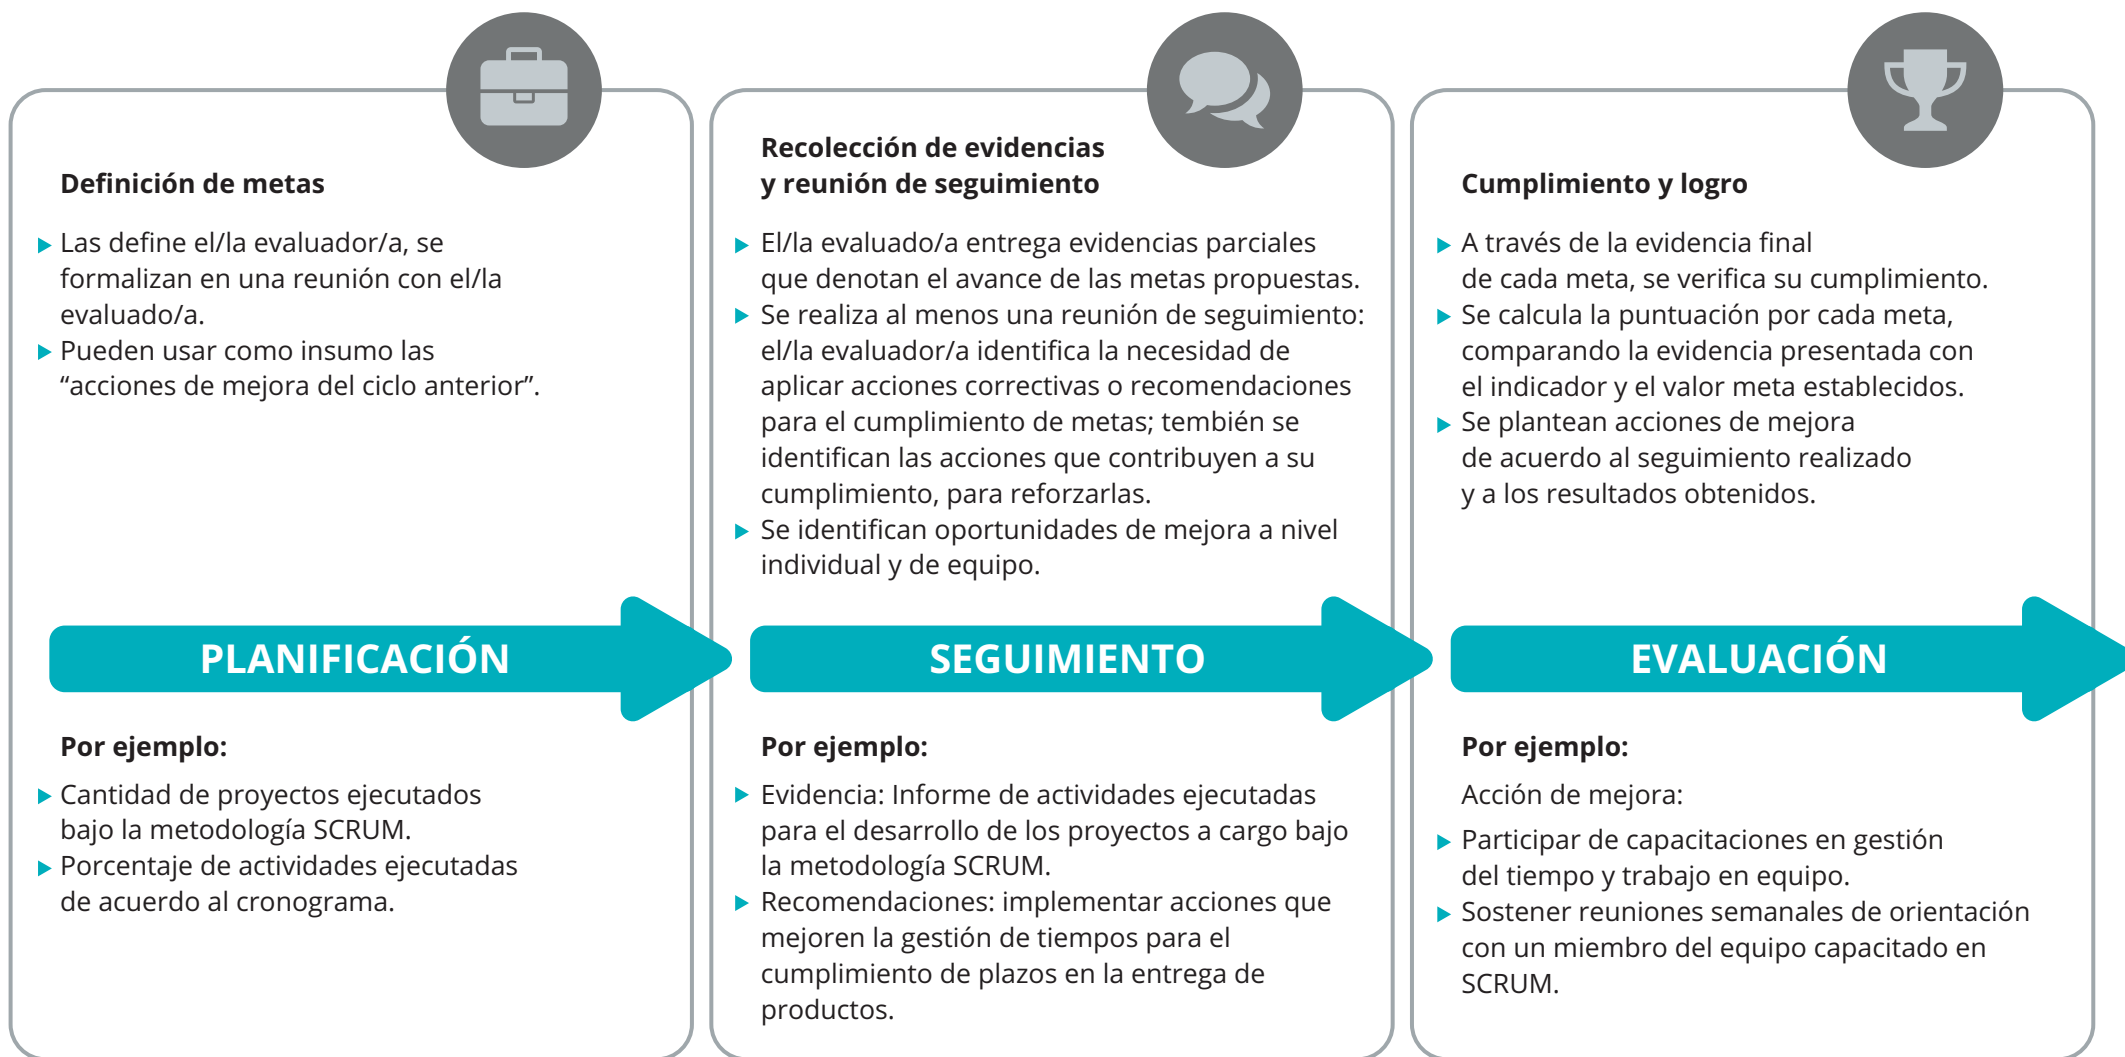 Definición de metas
Las define el/la evaluador/a, se
formalizan en una reunión con el/la
evaluado/a.
Pueden usar como insumo las
“acciones de mejora del ciclo anterior”.
PLANIFICACIÓN
Por ejemplo:
Cantidad de proyectos ejecutados
bajo la metodología SCRUM.
Porcentaje de actividades ejecutadas
de acuerdo al cronograma.
Recolección de evidencias
y reunión de seguimiento
El/la evaluado/a entrega evidencias parciales
que denotan el avance de las metas propuestas.
Se realiza al menos una reunión de seguimiento:
el/la evaluador/a identifica la necesidad de
aplicar acciones correctivas o recomendaciones
para el cumplimiento de metas; tembién se
identifican las acciones que contribuyen a su
cumplimiento, para reforzarlas.
Se identifican oportunidades de mejora a nivel
individual y de equipo.
SEGUIMIENTO
Por ejemplo:
Evidencia: Informe de actividades ejecutadas
para el desarrollo de los proyectos a cargo bajo
la metodología SCRUM.
Recomendaciones: implementar acciones que
mejoren la gestión de tiempos para el
cumplimiento de plazos en la entrega de
productos.
Cumplimiento y logro
A través de la evidencia final
de cada meta, se verifica su cumplimiento.
Se calcula la puntuación por cada meta,
comparando la evidencia presentada con
el indicador y el valor meta establecidos.
Se plantean acciones de mejora
de acuerdo al seguimiento realizado
y a los resultados obtenidos.
EVALUACIÓN
Por ejemplo:
Acción de mejora:
Participar de capacitaciones en gestión
del tiempo y trabajo en equipo.
Sostener reuniones semanales de orientación
con un miembro del equipo capacitado en
SCRUM.